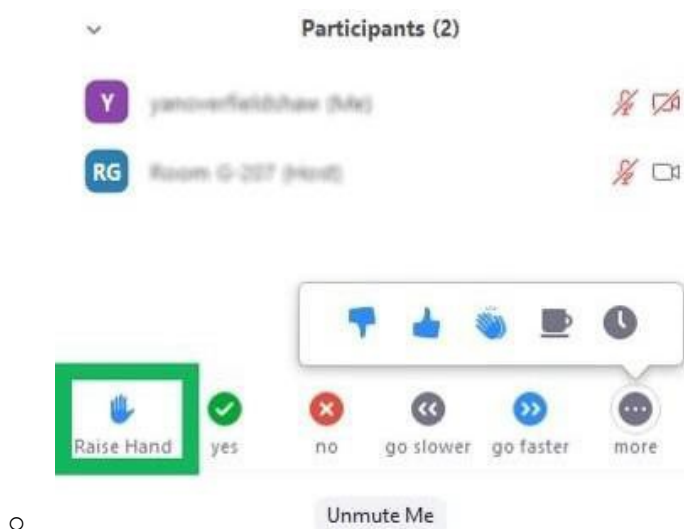 Participants (2)
Y
RG
Raise Hand yes no go slower go faster more
Unmute Me